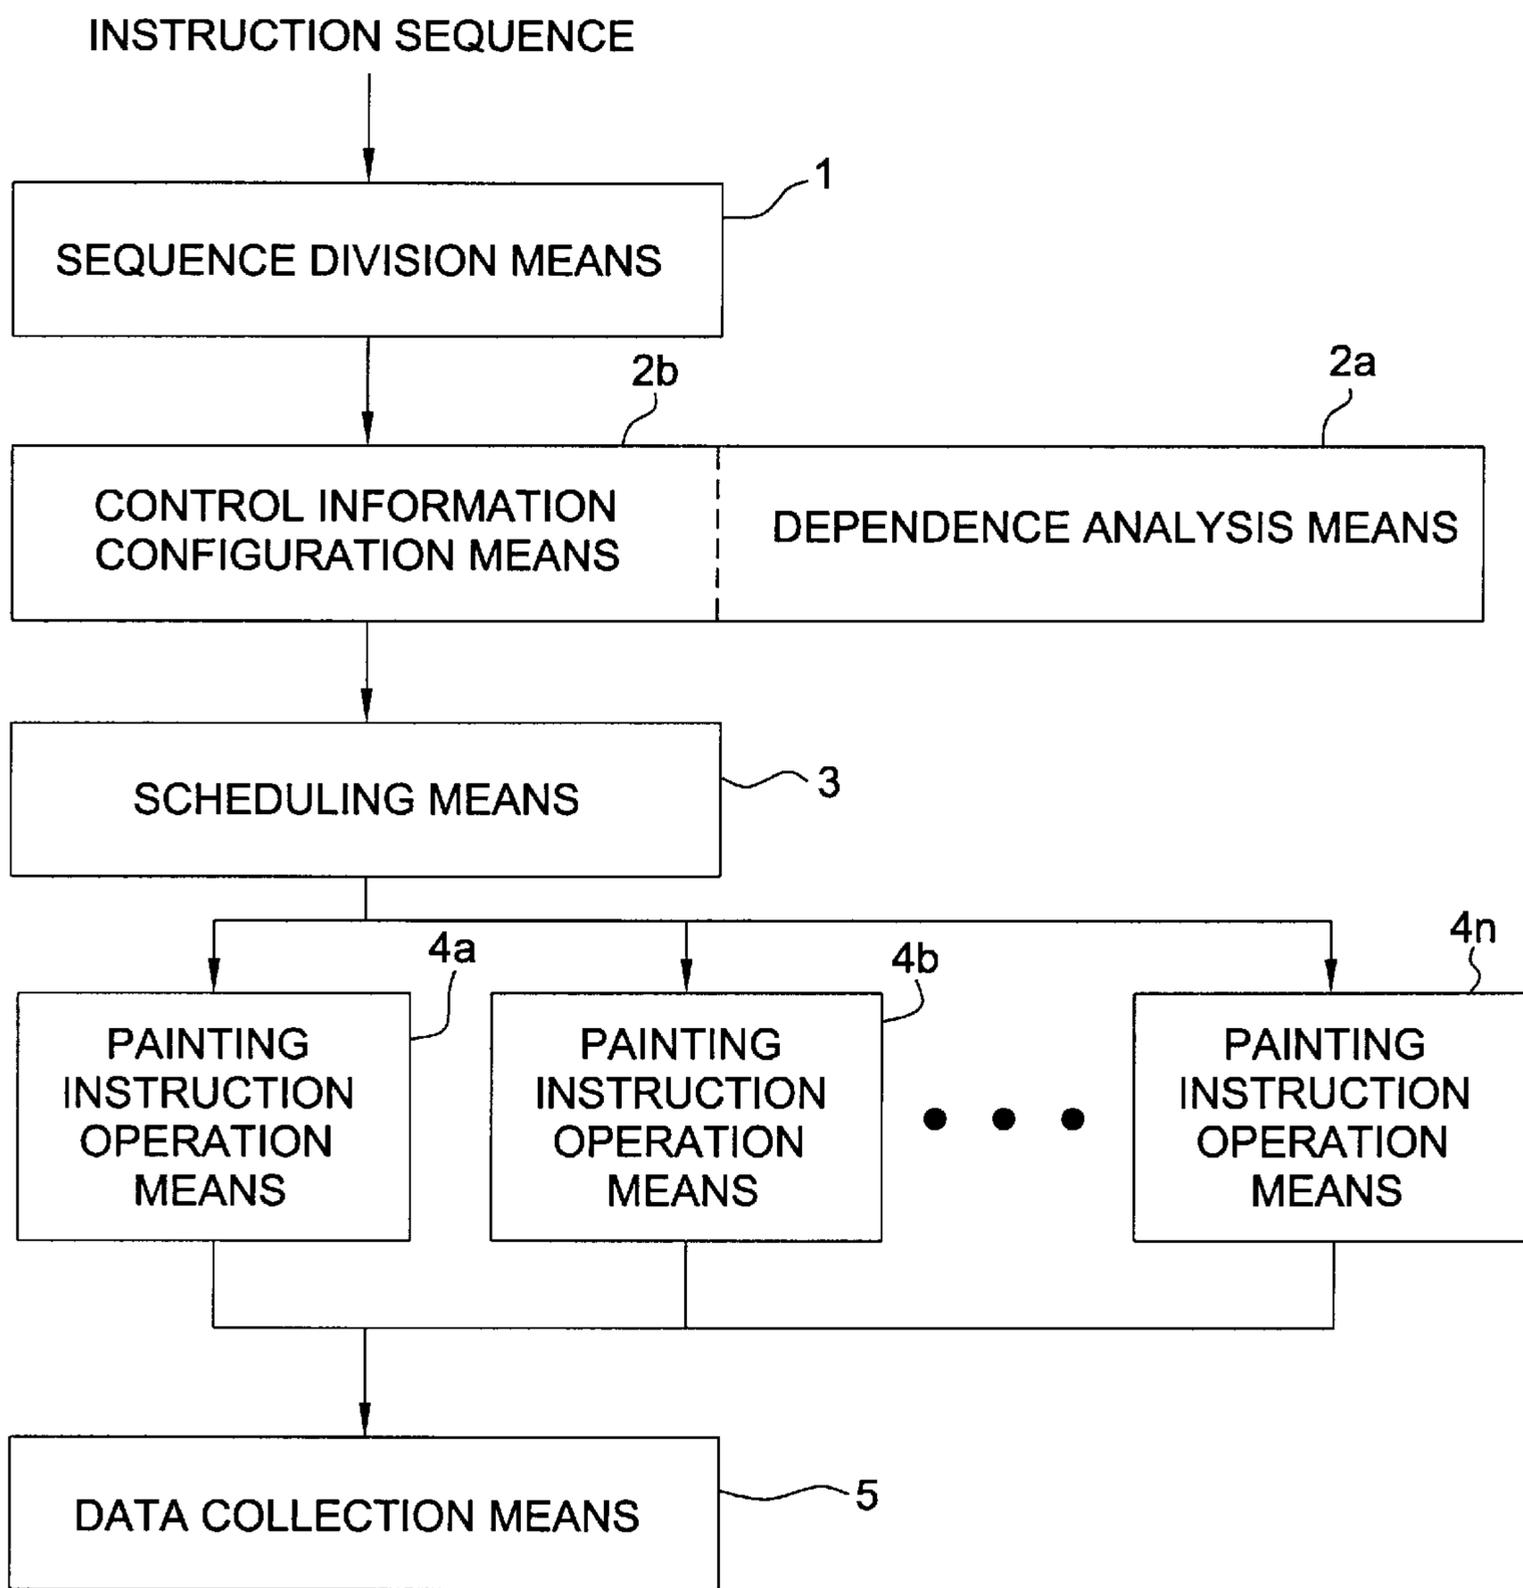 INSTRUCTION SEQUENCE
1
SEQUENCE DIVISION MEANS
2b
2a
CONTROL INFORMATION
CONFIGURATION MEANS
DEPENDENCE ANALYSIS MEANS
SCHEDULING MEANS
3
4a
4b
4n
PAINTING
INSTRUCTION
OPERATION
MEANS
PAINTING
INSTRUCTION
OPERATION
MEANS
PAINTING
INSTRUCTION
OPERATION
MEANS
DATA COLLECTION MEANS
5